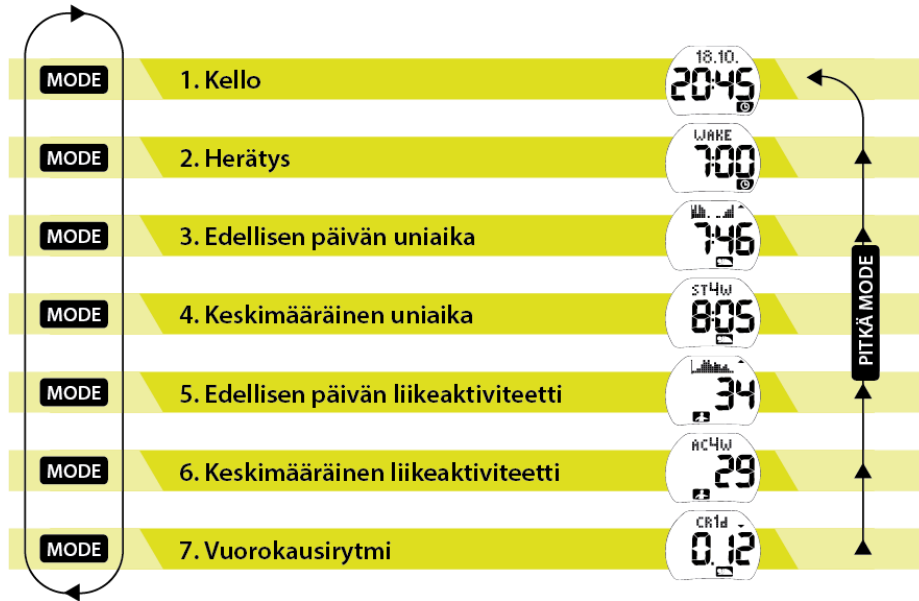 18.10.
MODE 1. Kello 20:45
WAKE
MODE 2. Herätys 7:00
MODE 3. Edellisen päivän uniaika 7:46
ST4W
MODE 4. Keskimääräinen uniaika 8:05
PITKÄ MODE
MODE 5. Edellisen päivän liikeaktiviteetti 34
AC4W
MODE 6. Keskimääräinen liikeaktiviteetti 29
CR1d
MODE 7. Vuorokausirytmi 0.12